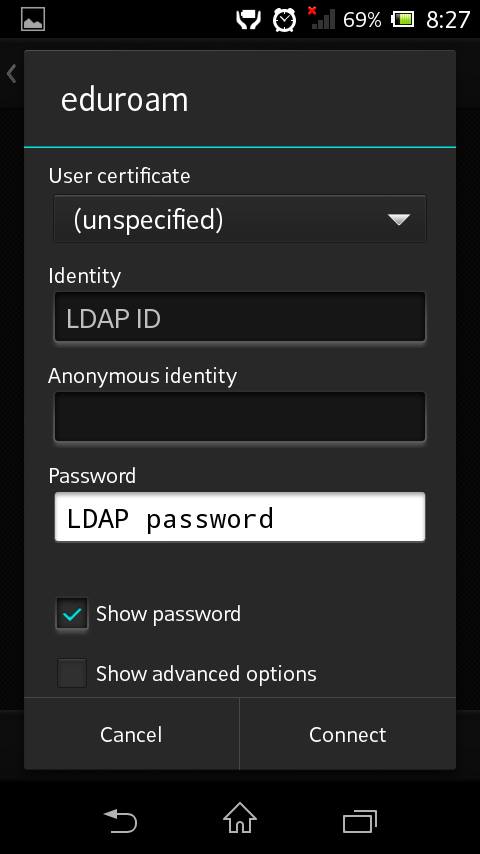 69% 8:27
eduroam
User certificate
(unspecified)
Identity
LDAP ID
Anonymous identity
Password
LDAP password
Show password
Show advanced options
Cancel Connect